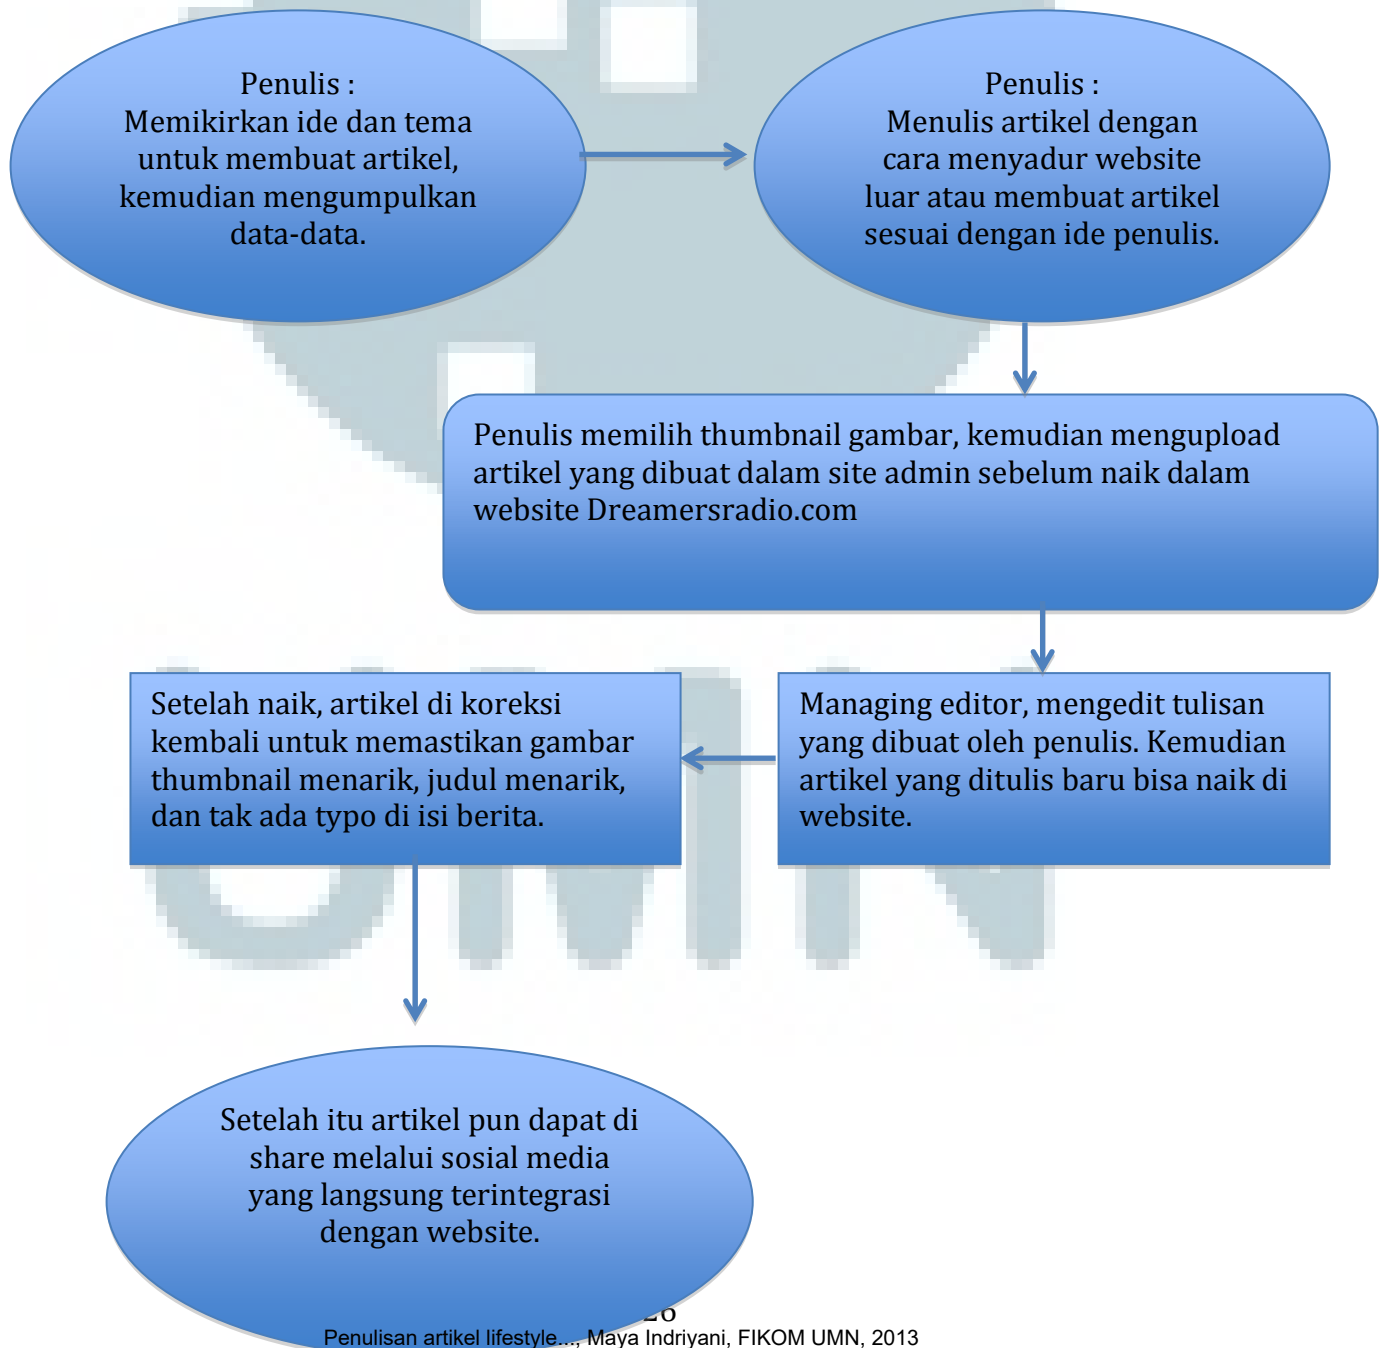 Penulis :
Memikirkan ide dan tema
untuk membuat artikel,
kemudian mengumpulkan
data-data.
Penulis :
Menulis artikel dengan
cara menyadur website
luar atau membuat artikel
sesuai dengan ide penulis.
Penulis memilih thumbnail gambar, kemudian mengupload
artikel yang dibuat dalam site admin sebelum naik dalam
website Dreamersradio.com
Managing editor, mengedit tulisan
yang dibuat oleh penulis. Kemudian
artikel yang ditulis baru bisa naik di
website.
Setelah naik, artikel di koreksi
kembali untuk memastikan gambar
thumbnail menarik, judul menarik,
dan tak ada typo di isi berita.
Setelah itu artikel pun dapat di
share melalui sosial media
yang langsung terintegrasi
dengan website.
Penulisan artikel lifestyle..., Maya Indriyani, FIKOM UMN, 2013
UMN